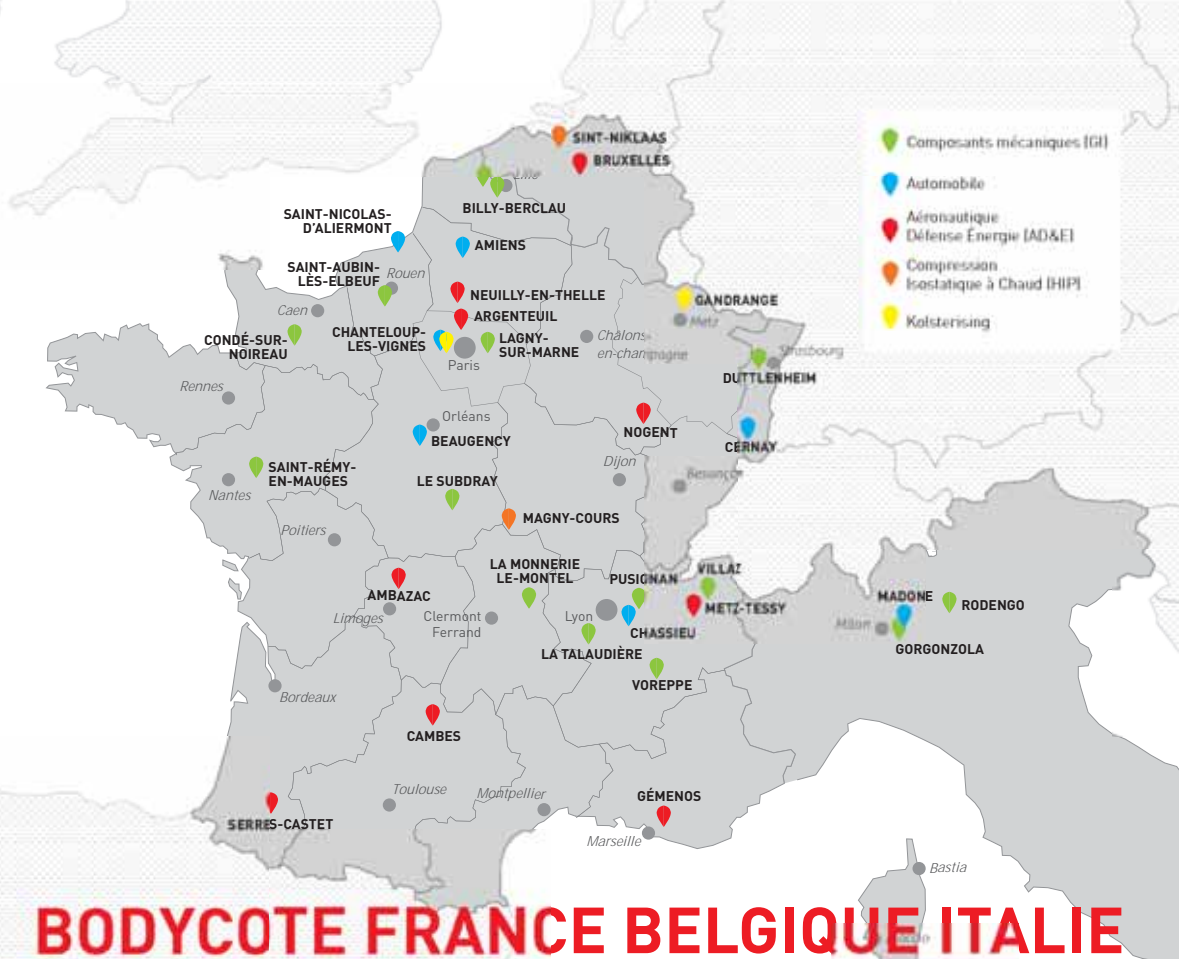 SINT-NIKLAAS
BRUXELLES
Lille
BILLY-BERCLAU
SAINT-NICOLAS-
D'ALIERMONT
AMIENS
SAINT-AUBIN-
LÈS-ELBEUF
Rouen
NEUILLY-EN-THELLE
Caen
ARGENTEUIL
CONDÉ-SUR-
NOIREAU
CHANTELOUP-
LES-VIGNES
LAGNY-
SUR-MARNE
Paris
Châlons-
en-champagne
GANDRANGE
Metz
Strasbourg
DUTTLENHEIM
Rennes
Orléans
BEAUGENCY
NOGENT
CERNAY
Dijon
Besançon
SAINT-RÉMY-
EN-MAUGES
Nantes
LE SUBDRAY
MAGNY-COURS
Poitiers
LA MONNERIE
LE-MONTEL
PUSIGNAN
VILLAZ
AMBAZAC
METZ-TESSY
Limoges
Clermont
Ferrand
Lyon
CHASSIEU
LA TALAUDIÈRE
VOREPPE
MADONE
RODENGO
Milan
GORGONZOLA
Bordeaux
CAMBES
Toulouse
Montpellier
GÉMENOS
SERRES-CASTET
Marseille
Bastia
Composants mécaniques (GI)
Automobile
Aéronautique
Défense Énergie (AD&E)
Compression
Isostatique à Chaud (HIP)
Kolsterising
BODYCOTE FRANCE BELGIQUE ITALIE